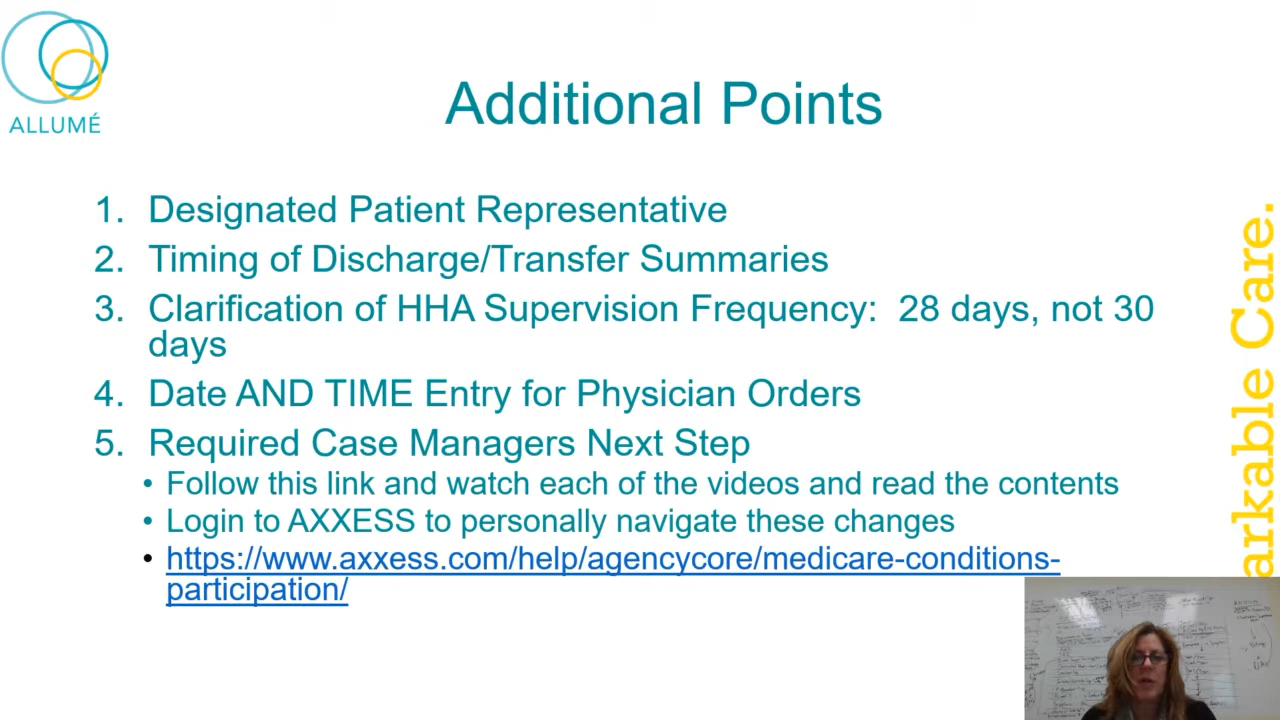 ALLUMÉ
Additional Points
1. Designated Patient Representative
2. Timing of Discharge/Transfer Summaries
3. Clarification of HHA Supervision Frequency: 28 days, not 30
days
4. Date AND TIME Entry for Physician Orders
5. Required Case Managers Next Step
• Follow this link and watch each of the videos and read the contents
• Login to AXXESS to personally navigate these changes
• https://www.axxess.com/help/agencycore/medicare-conditions-
participation/
arkable Care.